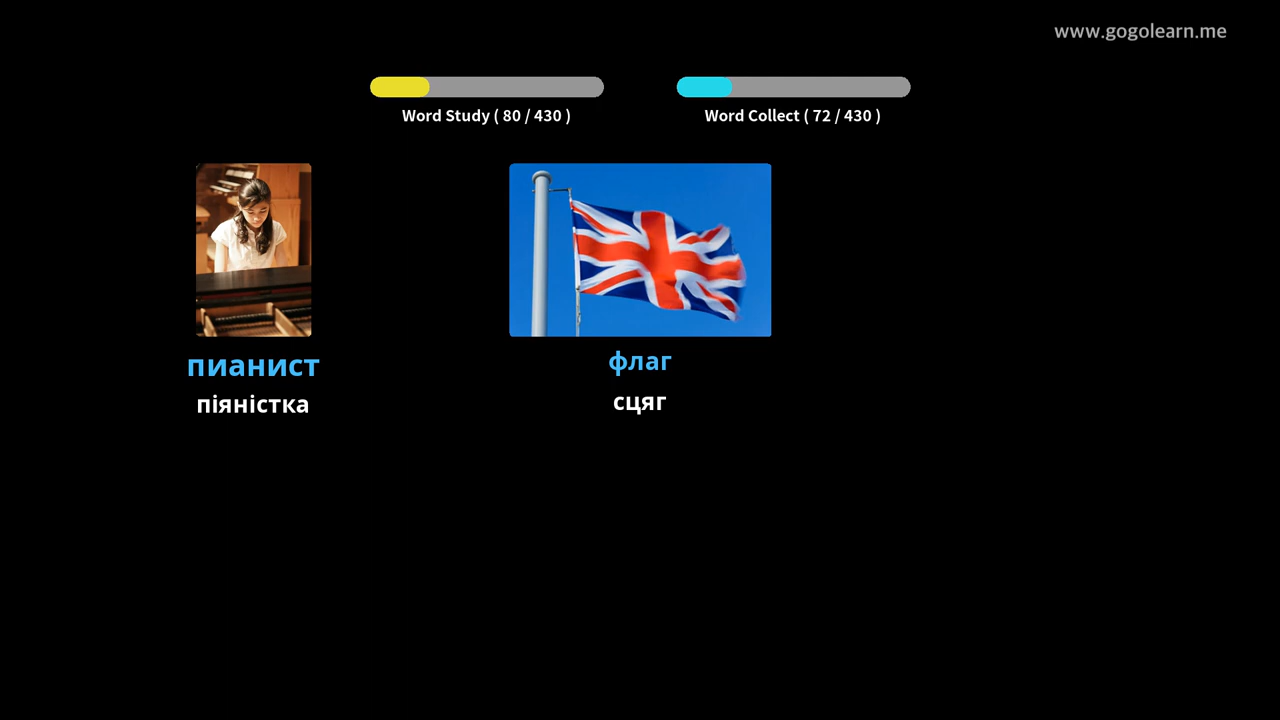 www.gogolearn.me
Word Study ( 80 / 430 )
Word Collect ( 72 / 430 )
пианист
піяністка
флаг
сцяг